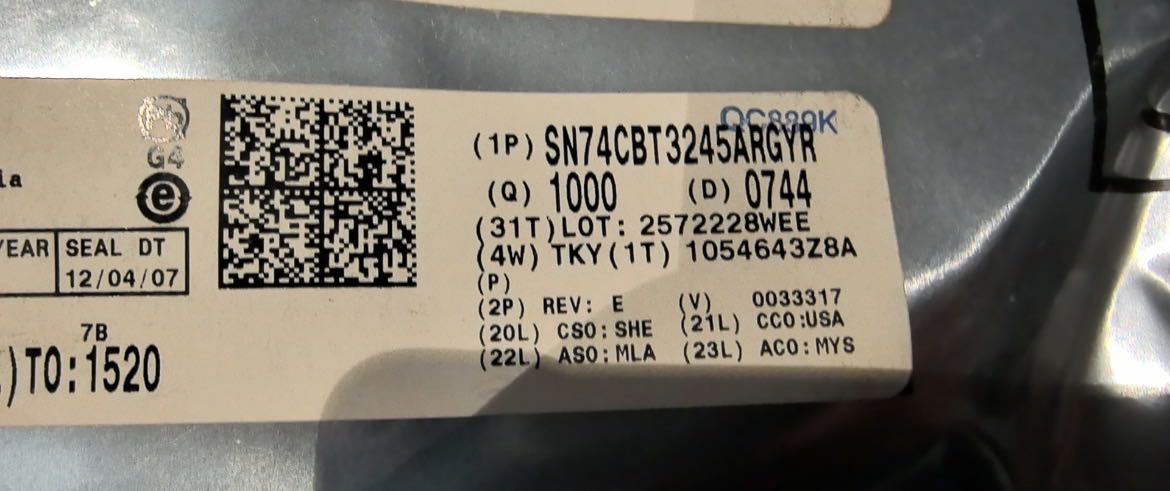 G4
e
ia
YEAR SEAL DT
12/04/07
7B
)TO:1520
QC889K
(1P) SN74CBT3245ARGYR
(Q) 1000 (D) 0744
(31T)LOT: 2572228WEE
(4W) TKY(1T) 1054643Z8A
(P)
(2P) REV: E (V) 0033317
(20L) CSO:SHE (21L) CCO:USA
(22L) ASO:MLA (23L) ACO:MYS